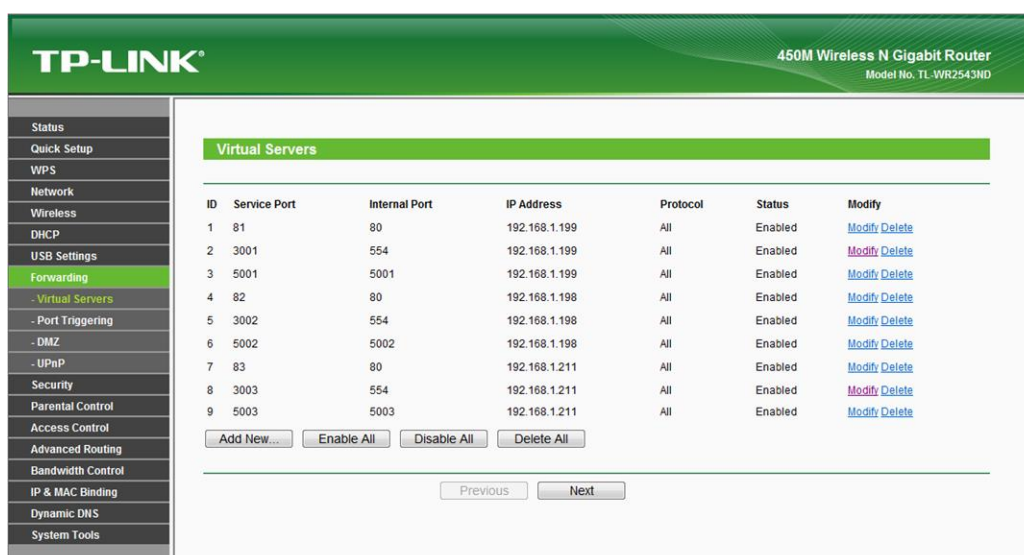 TP-LINK®
450M Wireless N Gigabit Router
Model No. TL-WR2543ND
Status
Quick Setup
WPS
Network
Wireless
DHCP
USB Settings
Forwarding
- Virtual Servers
- Port Triggering
- DMZ
- UPnP
Security
Parental Control
Access Control
Advanced Routing
Bandwidth Control
IP & MAC Binding
Dynamic DNS
System Tools
Virtual Servers
ID Service Port Internal Port IP Address Protocol Status Modify
1 81 80 192.168.1.199 All Enabled Modify Delete
2 3001 554 192.168.1.199 All Enabled Modify Delete
3 5001 5001 192.168.1.199 All Enabled Modify Delete
4 82 80 192.168.1.198 All Enabled Modify Delete
5 3002 554 192.168.1.198 All Enabled Modify Delete
6 5002 5002 192.168.1.198 All Enabled Modify Delete
7 83 80 192.168.1.211 All Enabled Modify Delete
8 3003 554 192.168.1.211 All Enabled Modify Delete
9 5003 5003 192.168.1.211 All Enabled Modify Delete
Add New... Enable All Disable All Delete All
Previous Next